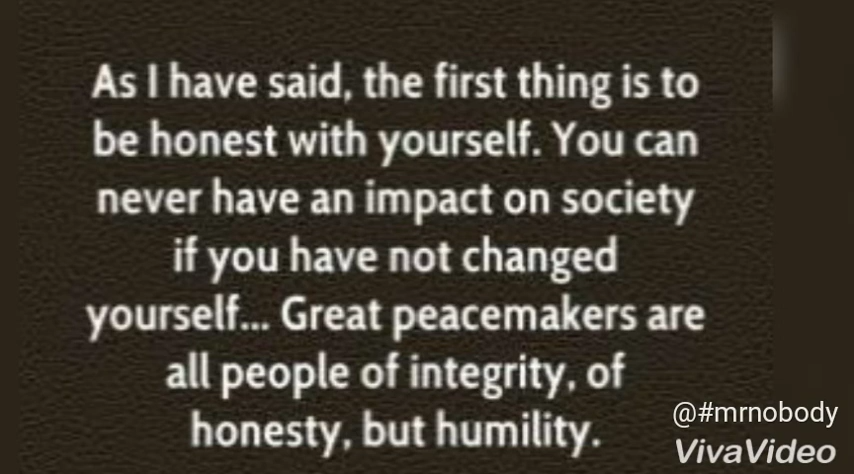 As I have said, the first thing is to
be honest with yourself. You can
never have an impact on society
if you have not changed
yourself... Great peacemakers are
all people of integrity, of
honesty, but humility.
@#mrnobody
VivaVideo